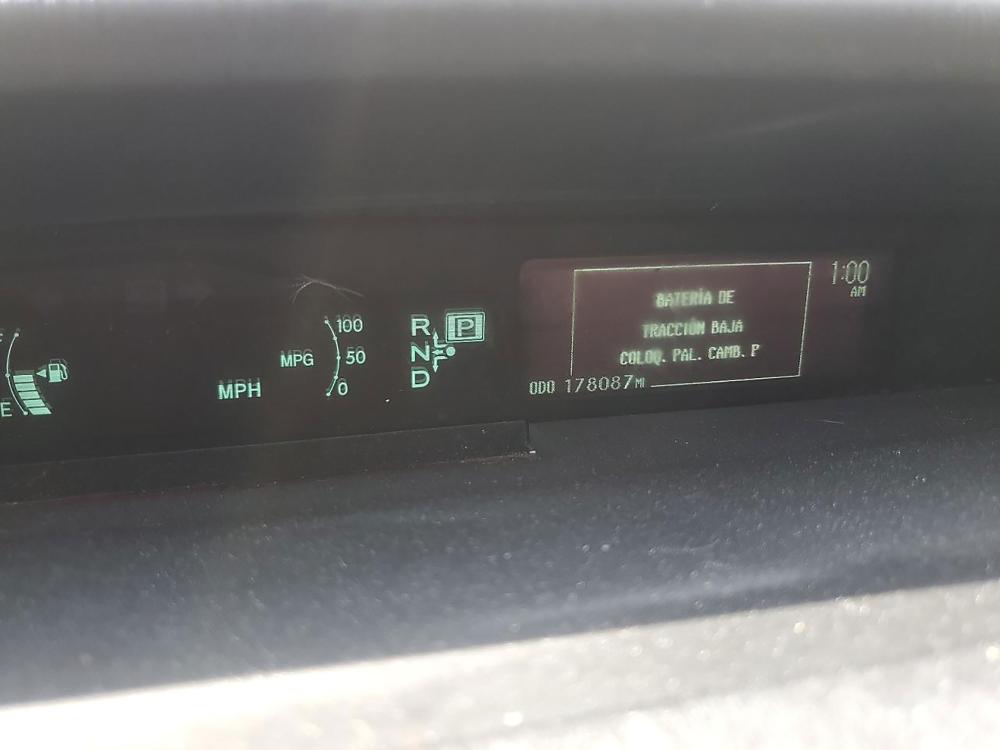 E
MPH
MPG
100
50
0
R
P
N
D
BATERÍA DE
TRACCIÓN BAJA
COLOQ. PAL. CAMB. P
ODO 178087 MI
1:00
AM